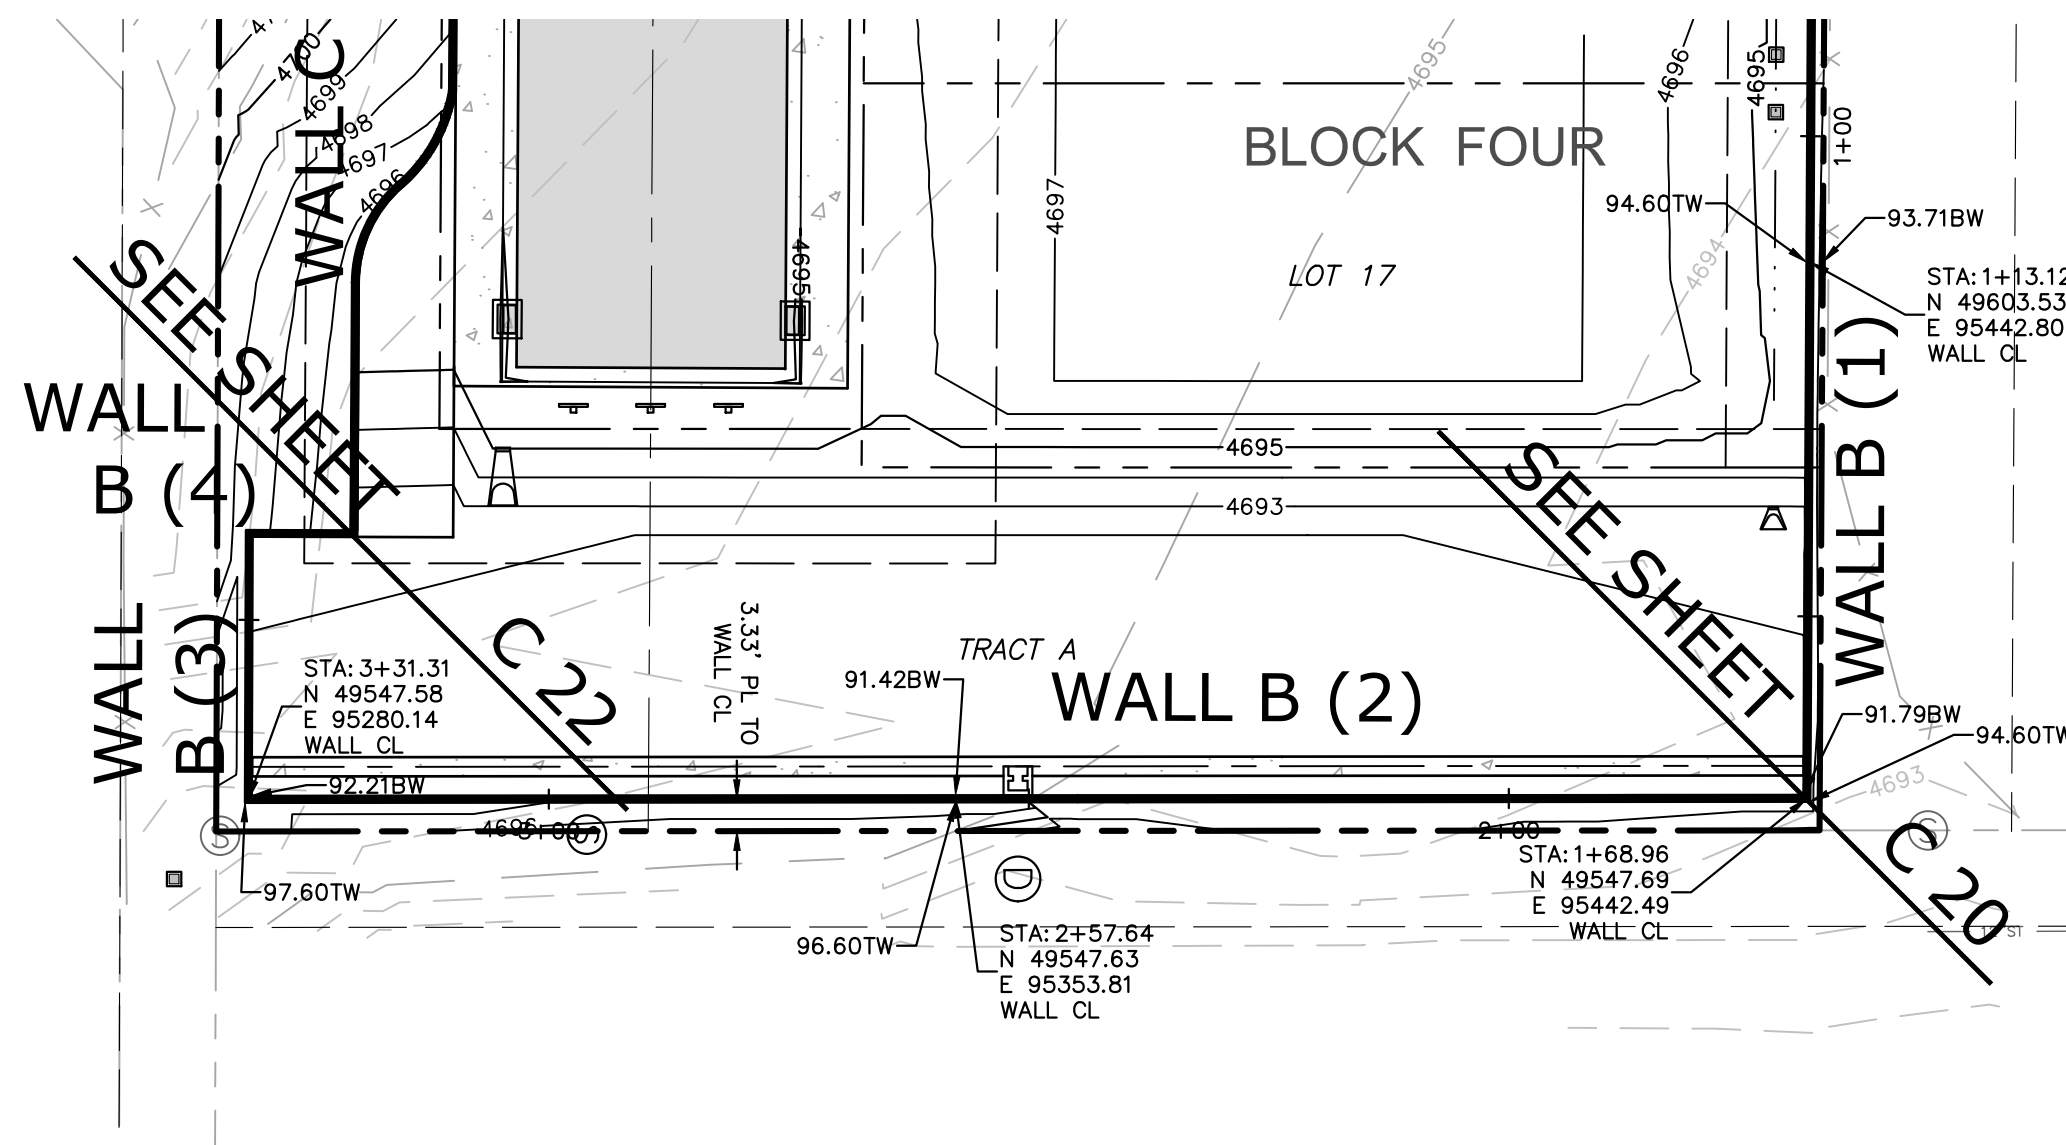 4700
4699
4698
4697
4696
WALL C
4695
4696
4695
1+00
BLOCK FOUR
4697
94.60TW
93.71BW
4694
4695
LOT 17
STA:1+13.12
N 49603.53
E 95442.80
WALL CL
SEE SHEET
WALL
B (4)
4695
4693
SEE SHEET
WALL B (1)
WALL
B (3)
C 22
3.33' PL TO
WALL CL
TRACT A
STA:3+31.31
N 49547.58
E 95280.14
WALL CL
91.42BW
WALL B (2)
91.79BW
94.60TW
92.21BW
4693
4696
3+00
S
S
2+00
S
C 20
97.60TW
STA:1+68.96
N 49547.69
E 95442.49
WALL CL
96.60TW
STA:2+57.64
N 49547.63
E 95353.81
WALL CL